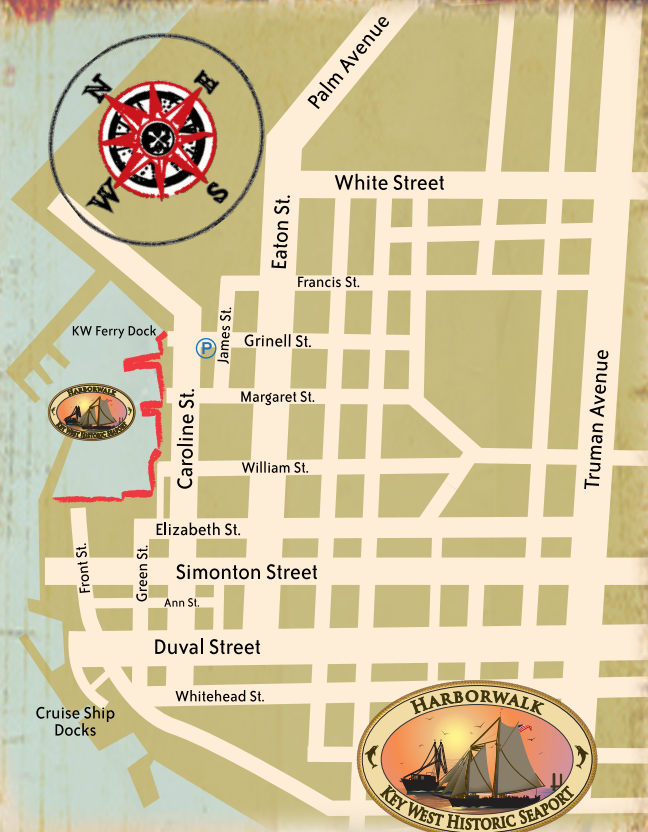 Palm Avenue
N
E
W
S
White Street
Eaton St.
Francis St.
KW Ferry Dock
P
James St.
Grinell St.
HARBORWALK
KEY WEST HISTORIC SEAPORT
Margaret St.
Caroline St.
Truman Avenue
William St.
Elizabeth St.
Front St.
Green St.
Simonton Street
Ann St.
Duval Street
Whitehead St.
Cruise Ship
Docks
HARBORWALK
KEY WEST HISTORIC SEAPORT